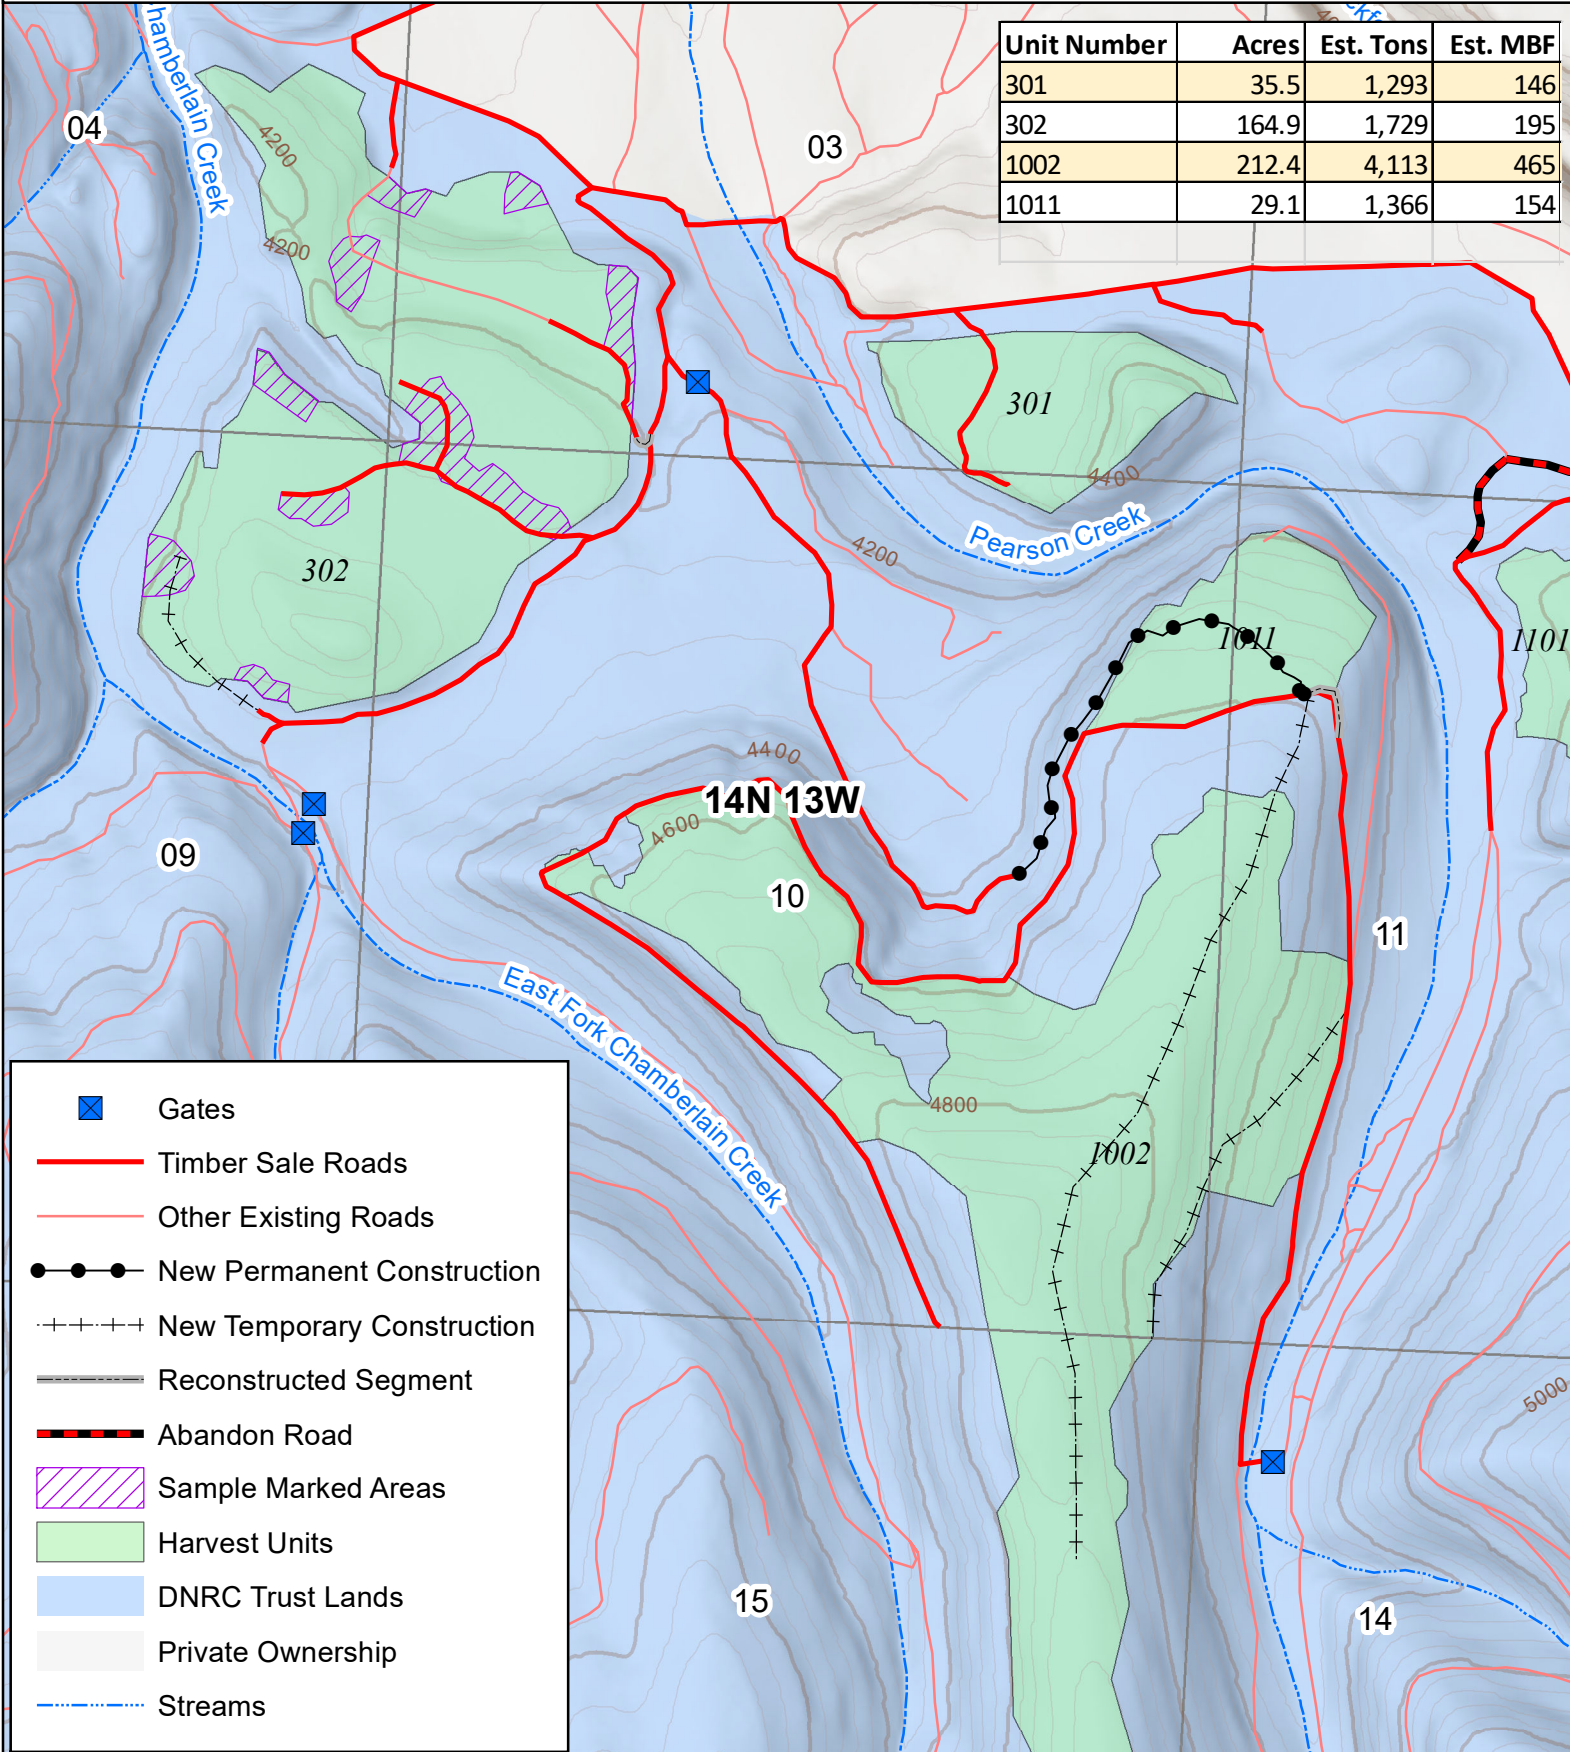 Unit Number Acres Est. Tons Est. MBF
301 35.5 1,293 146
302 164.9 1,729 195
1002 212.4 4,113 465
1011 29.1 1,366 154
04
hamberlain Creek
03
4200
4200
301
4400
Pearson Creek
4200
302
1011
1101
4400
14N 13W
4600
09
10
11
East Fork Chamberlain Creek
4800
1002
5000
15
14
Gates
Timber Sale Roads
Other Existing Roads
New Permanent Construction
New Temporary Construction
Reconstructed Segment
Abandon Road
Sample Marked Areas
Harvest Units
DNRC Trust Lands
Private Ownership
Streams